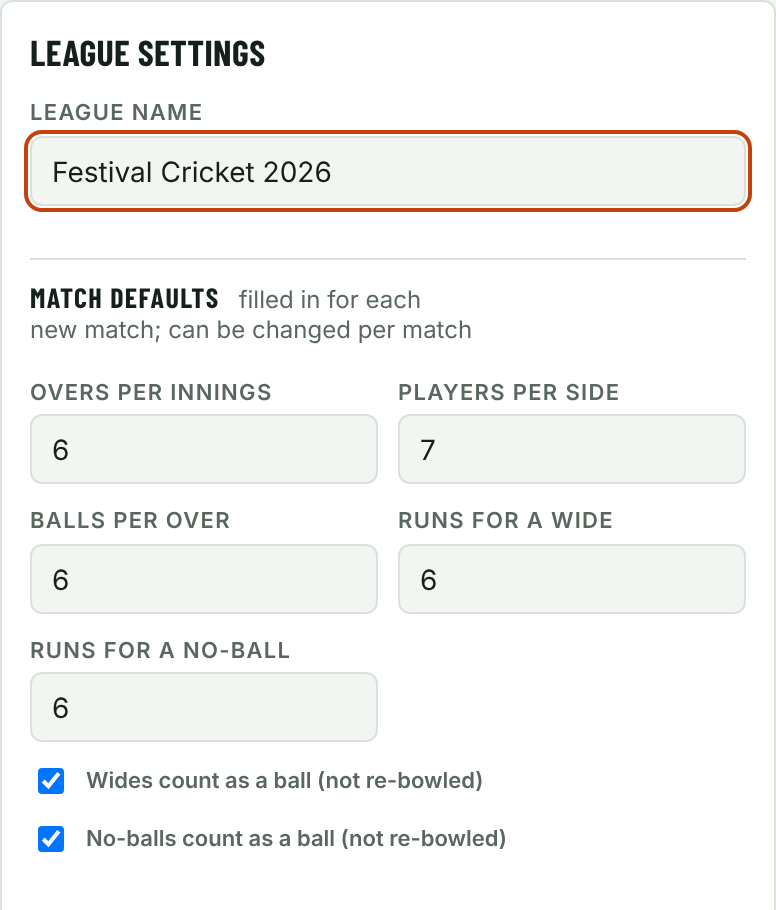 LEAGUE SETTINGS
LEAGUE NAME
Festival Cricket 2026
MATCH DEFAULTS filled in for each
new match; can be changed per match
OVERS PER INNINGS PLAYERS PER SIDE
6 7
BALLS PER OVER RUNS FOR A WIDE
6 6
RUNS FOR A NO-BALL
6
Wides count as a ball (not re-bowled)
No-balls count as a ball (not re-bowled)